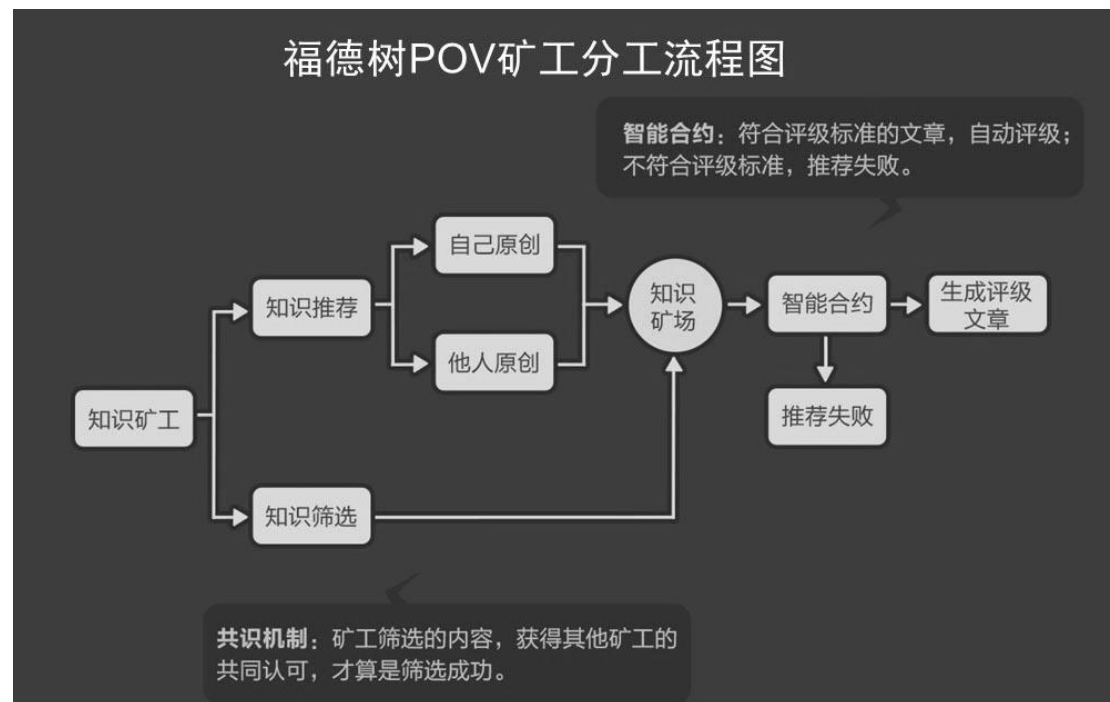 福德树POV矿工分工流程图
智能合约：符合评级标准的文章，自动评级；
不符合评级标准，推荐失败。
自己原创
知识推荐
他人原创
知识
矿场
智能合约
生成评级
文章
推荐失败
知识矿工
知识筛选
共识机制：矿工筛选的内容，获得其他矿工的
共同认可，才算是筛选成功。